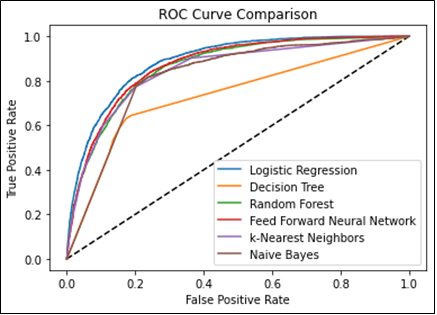 ROC Curve Comparison
1.0
0.8
0.6
0.4
0.2
0.0
True Positive Rate
Logistic Regression
Decision Tree
Random Forest
Feed Forward Neural Network
k-Nearest Neighbors
Naive Bayes
0.0 0.2 0.4 0.6 0.8 1.0
False Positive Rate